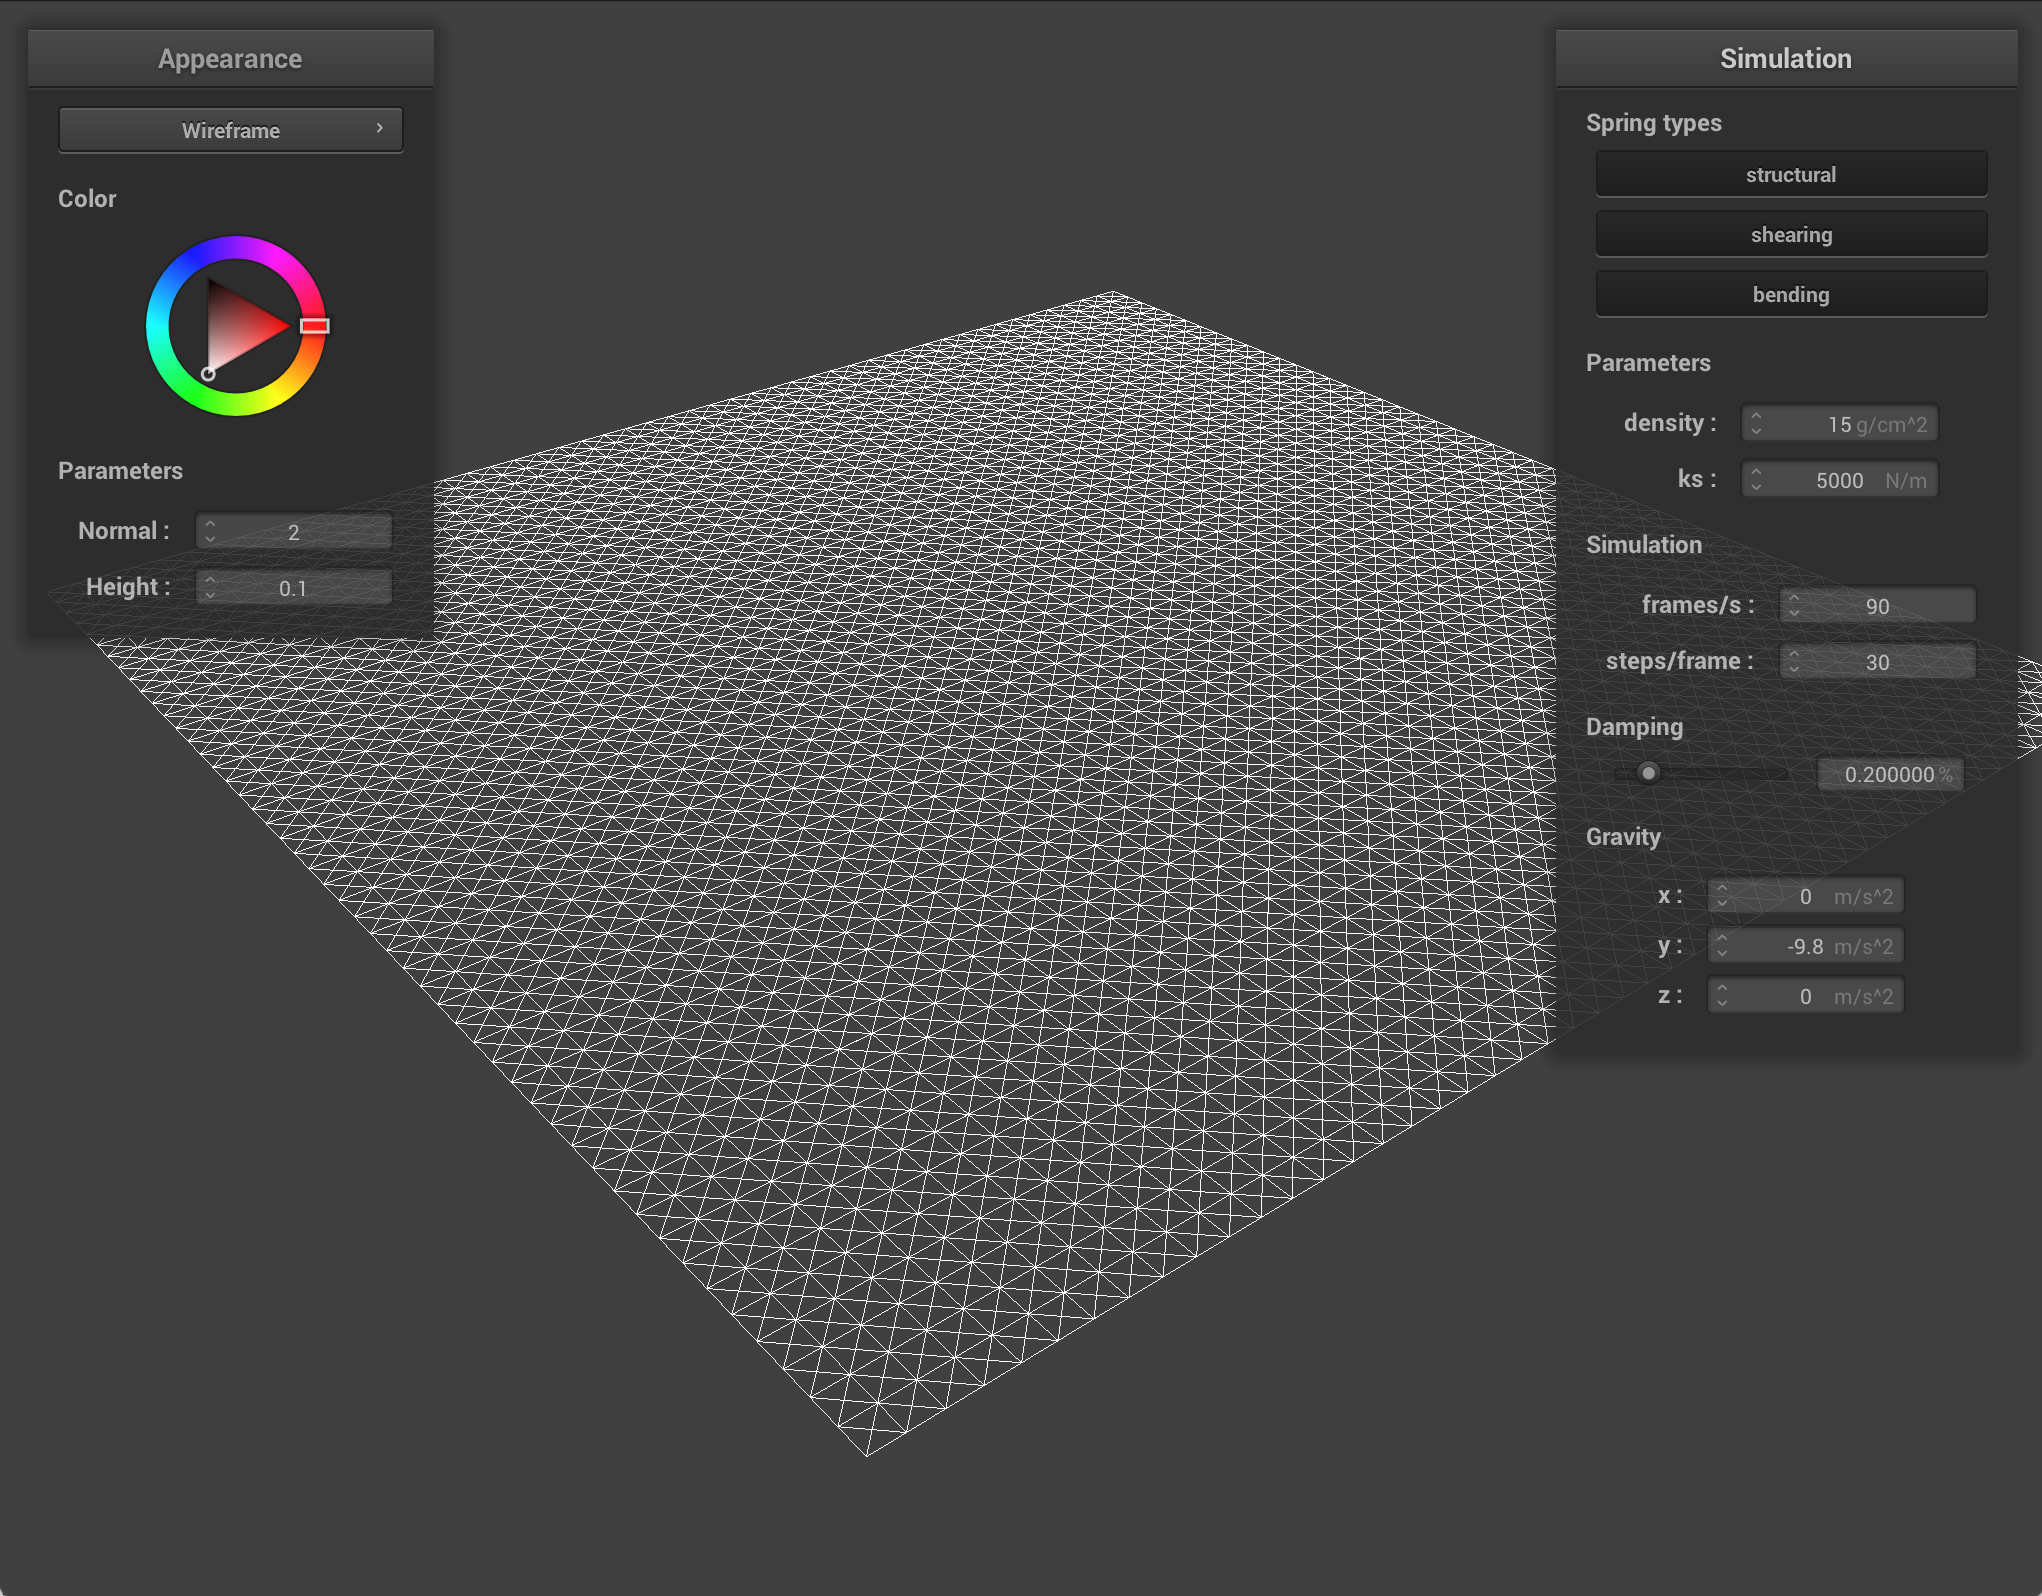 Appearance
Wireframe
Color
Parameters
Normal : 2
Height : 0.1
Simulation
Spring types
structural
shearing
bending
Parameters
density : 15 g/cm^2
ks : 5000 N/m
Simulation
frames/s : 90
steps/frame : 30
Damping
0.200000 %
Gravity
x : 0 m/s^2
y : -9.8 m/s^2
z : 0 m/s^2